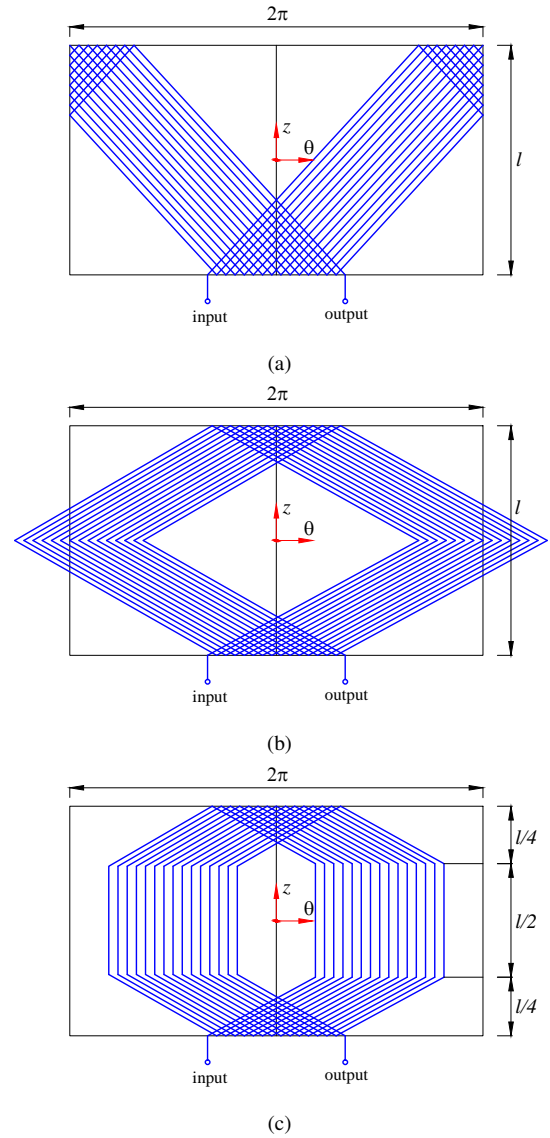 2π
z
θ
l
input output
(a)
2π
z
θ
l
input output
(b)
2π
l/4
z
θ
l/2
l/4
input output
(c)